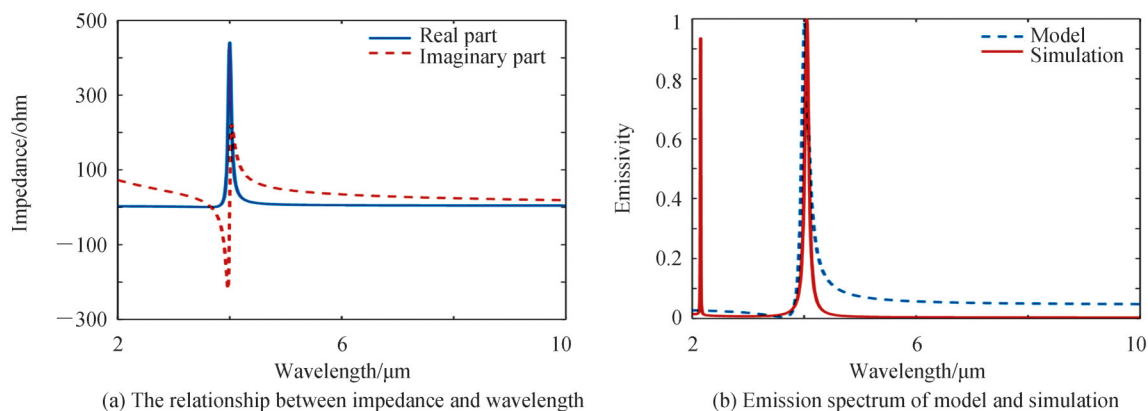 500
300
100
−100
−300
Impedance/ohm
Real part
Imaginary part
2
6
10
Wavelength/μm
(a) The relationship between impedance and wavelength
1
0.8
0.6
0.4
0.2
0
Emissivity
Model
Simulation
2
6
10
Wavelength/μm
(b) Emission spectrum of model and simulation